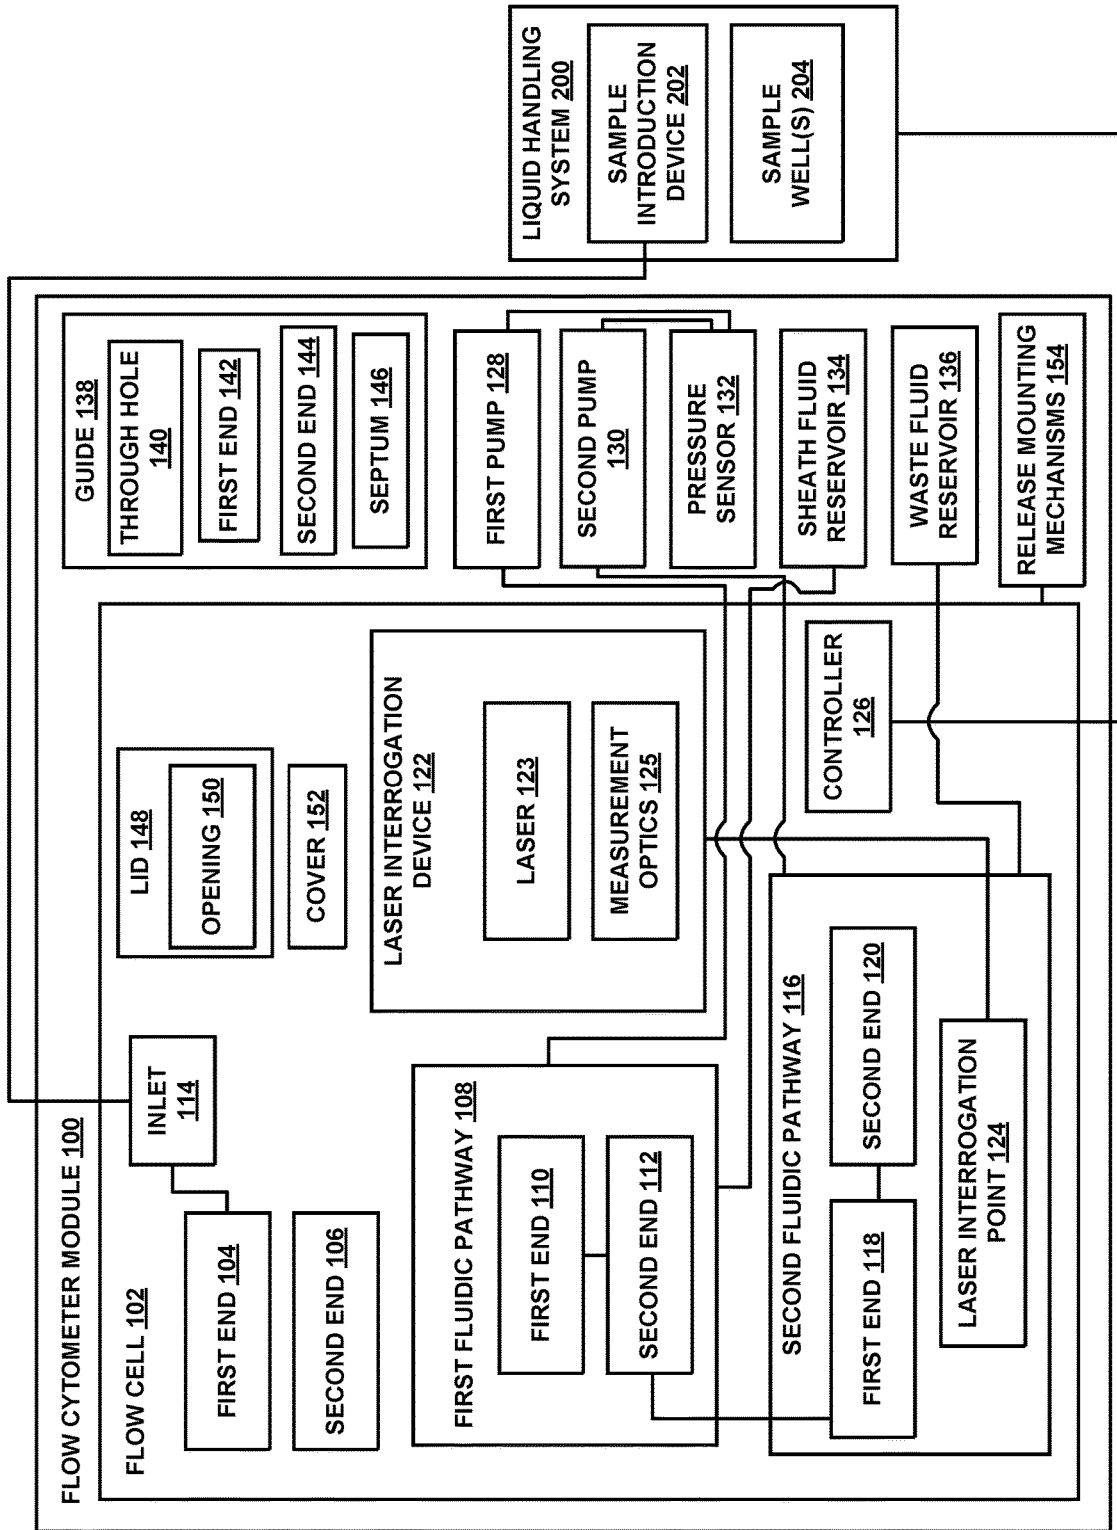 FLOW CYTOMETER MODULE 100
FLOW CELL 102
FIRST END 104
SECOND END 106
INLET
114
LID 148
OPENING 150
COVER 152
GUIDE 138
THROUGH HOLE
140
FIRST END 142
SECOND END 144
SEPTUM 146
FIRST FLUIDIC PATHWAY 108
FIRST END 110
SECOND END 112
LASER INTERROGATION
DEVICE 122
LASER 123
MEASUREMENT
OPTICS 125
FIRST PUMP 128
SECOND PUMP
130
PRESSURE
SENSOR 132
SHEATH FLUID
RESERVOIR 134
WASTE FLUID
RESERVOIR 136
RELEASE MOUNTING
MECHANISMS 154
SECOND FLUIDIC PATHWAY 116
FIRST END 118
SECOND END 120
LASER INTERROGATION
POINT 124
CONTROLLER
126
LIQUID HANDLING
SYSTEM 200
SAMPLE
INTRODUCTION
DEVICE 202
SAMPLE
WELL(S) 204